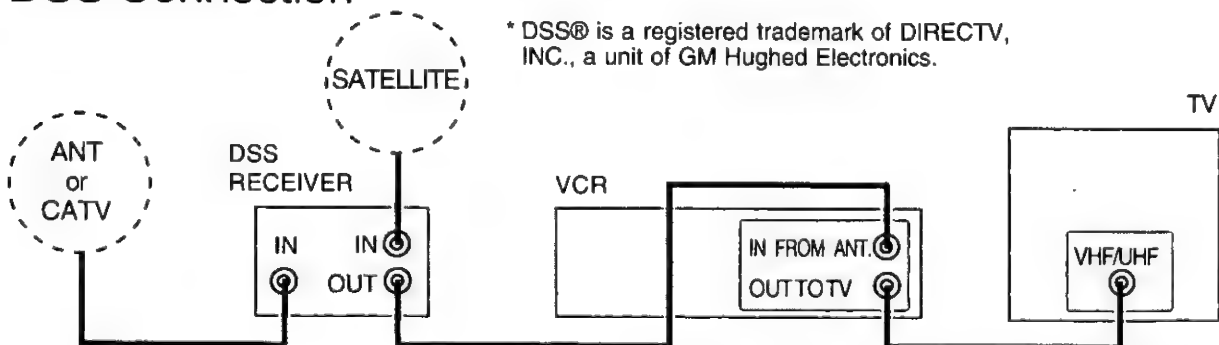 DSS Connection
* DSS® is a registered trademark of DIRECTV,
INC., a unit of GM Hughed Electronics.
SATELLITE
TV
ANT
or
CATV
DSS
RECEIVER
VCR
IN
IN
OUT
IN FROM ANT.
OUT TO TV
VHF/UHF